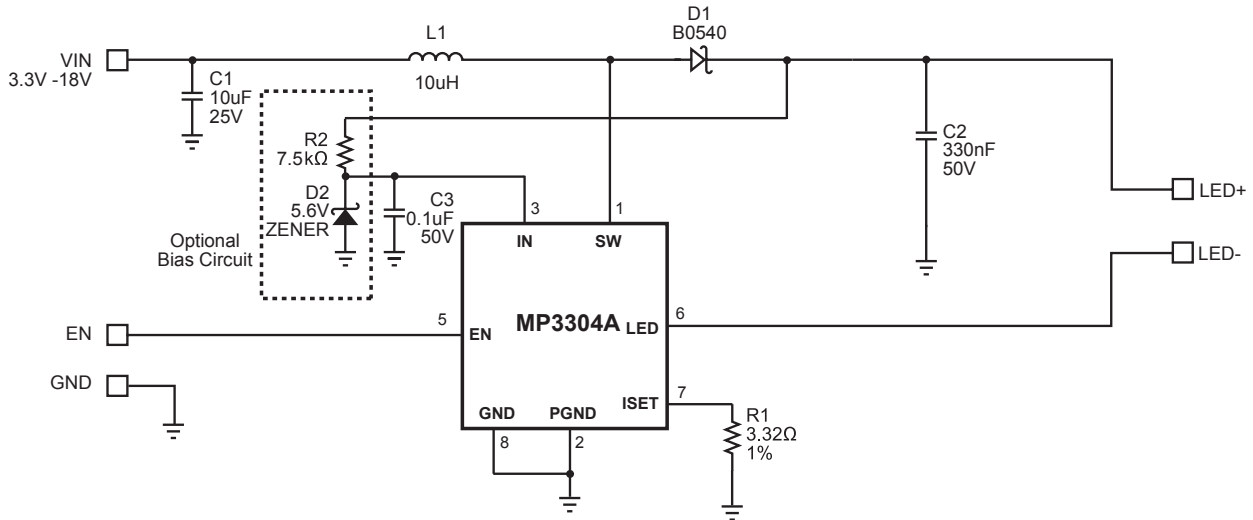 VIN
3.3V -18V
C1
10uF
25V
L1
10uH
D1
B0540
R2
7.5kΩ
D2
5.6V
ZENER
C3
0.1uF
50V
Optional
Bias Circuit
C2
330nF
50V
LED+
LED-
3
1
IN
SW
EN
5
EN
MP3304A
LED
6
GND
ISET
7
GND
PGND
8
2
R1
3.32Ω
1%